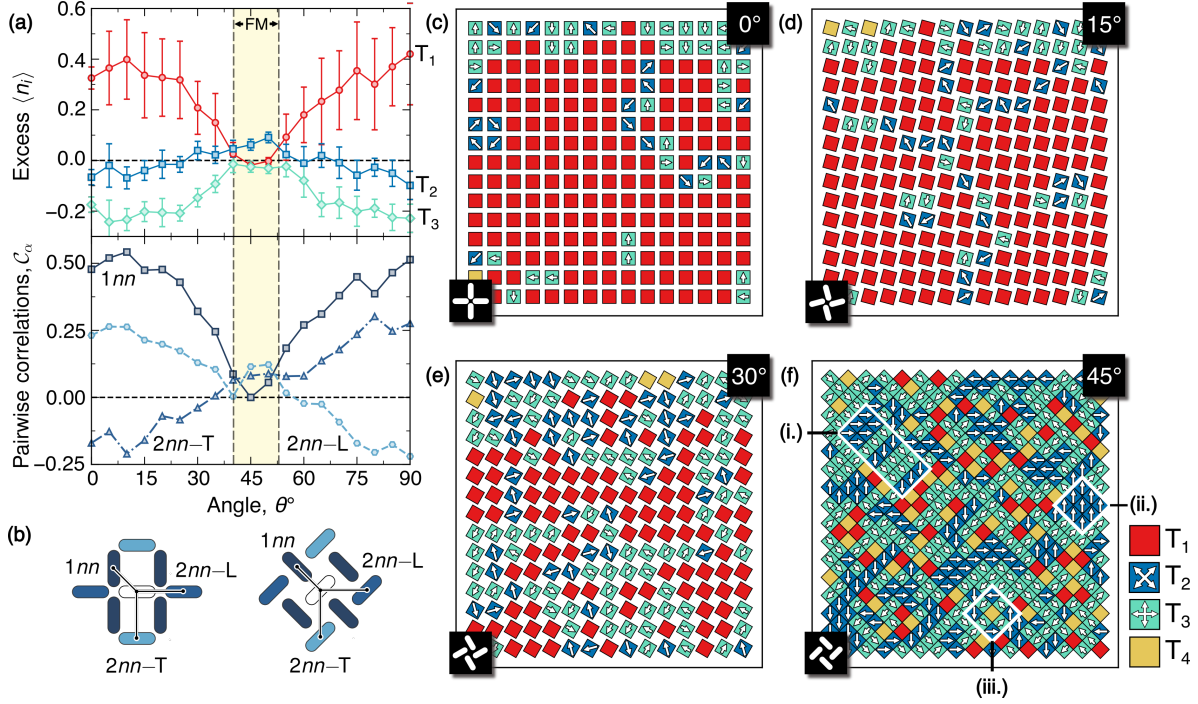 (a)
FM
Excess ⟨nᵢ⟩
0.6
0.4
0.2
0.0
−0.2
T₁
T₂
T₃
Pairwise correlations, 𝒞α
0.50
0.25
0.00
−0.25
1nn
2nn−T
2nn−L
0 15 30 45 60 75 90
Angle, θ°
(b)
1nn
2nn−L
2nn−T
1nn
2nn−L
2nn−T
(c)
0°
(d)
15°
(e)
30°
(f)
45°
(i.)
(ii.)
(iii.)
T₁
T₂
T₃
T₄